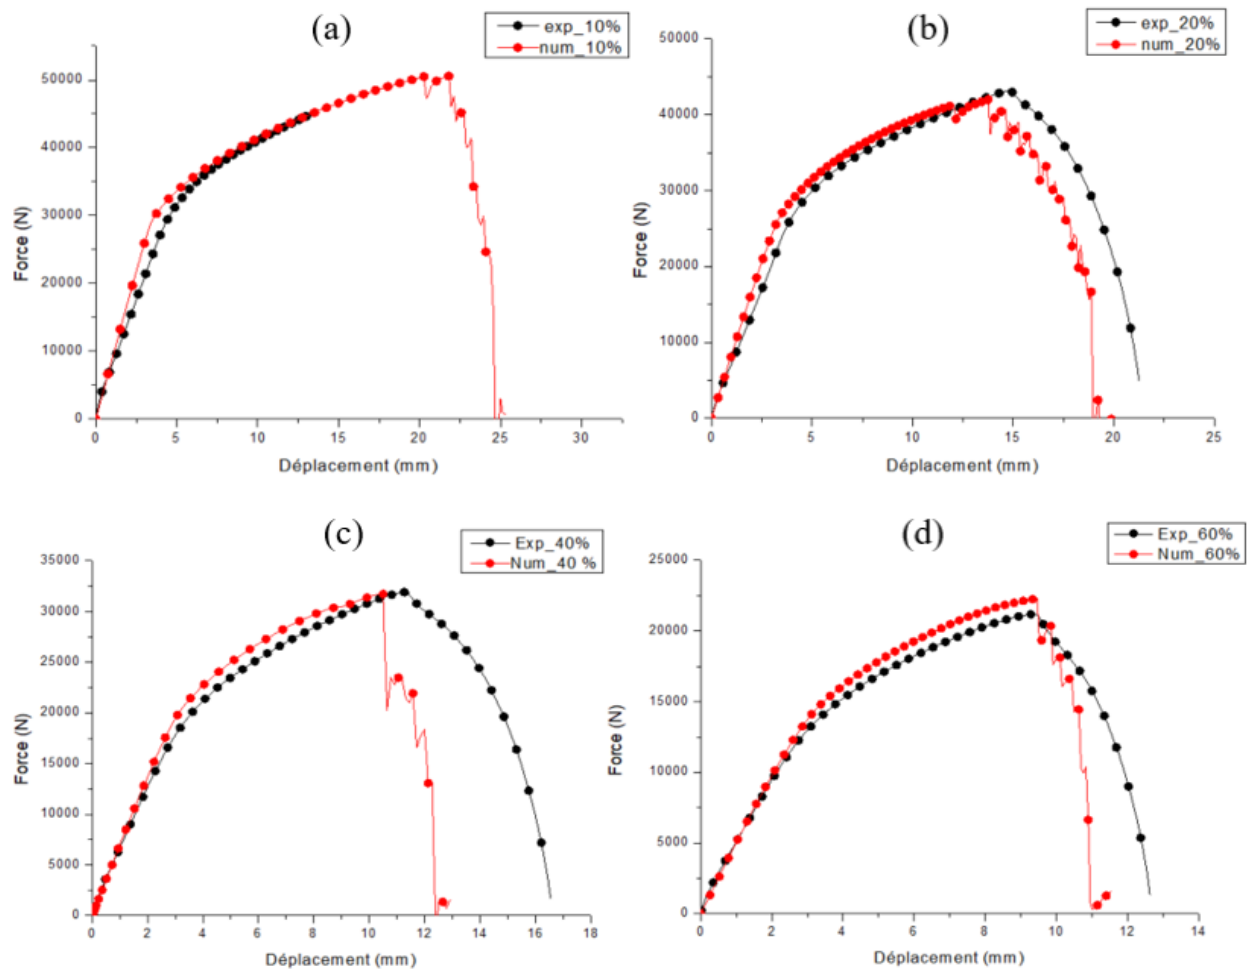 (a)
exp_10%
num_10%
50000
40000
30000
20000
10000
0
Force (N)
0 5 10 15 20 25 30
Déplacement (mm)
(b)
exp_20%
num_20%
50000
40000
30000
20000
10000
0
Force (N)
0 5 10 15 20 25
Déplacement (mm)
(c)
Exp_40%
Num_40 %
35000
30000
25000
20000
15000
10000
5000
0
Force (N)
0 2 4 6 8 10 12 14 16 18
Déplacement (mm)
(d)
Exp_60%
Num_60%
25000
20000
15000
10000
5000
0
Force (N)
0 2 4 6 8 10 12 14
Déplacement (mm)